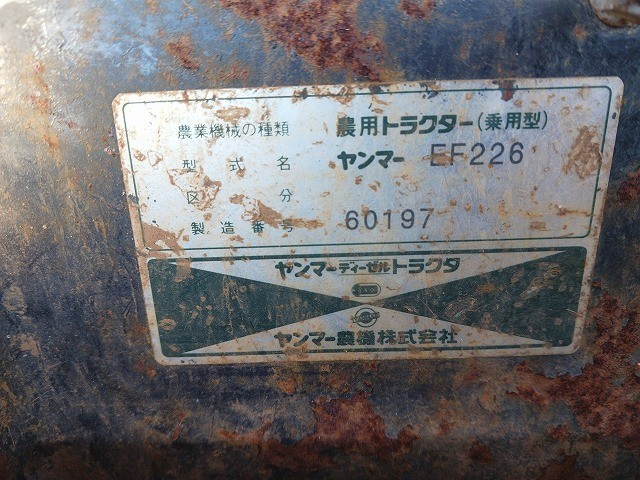 農業機械の種類 農用トラクター(乗用型)
型式名 ヤンマー EF226
区分
製造番号 60197
ヤンマーディーゼルトラクタ
ヤンマー農機株式会社